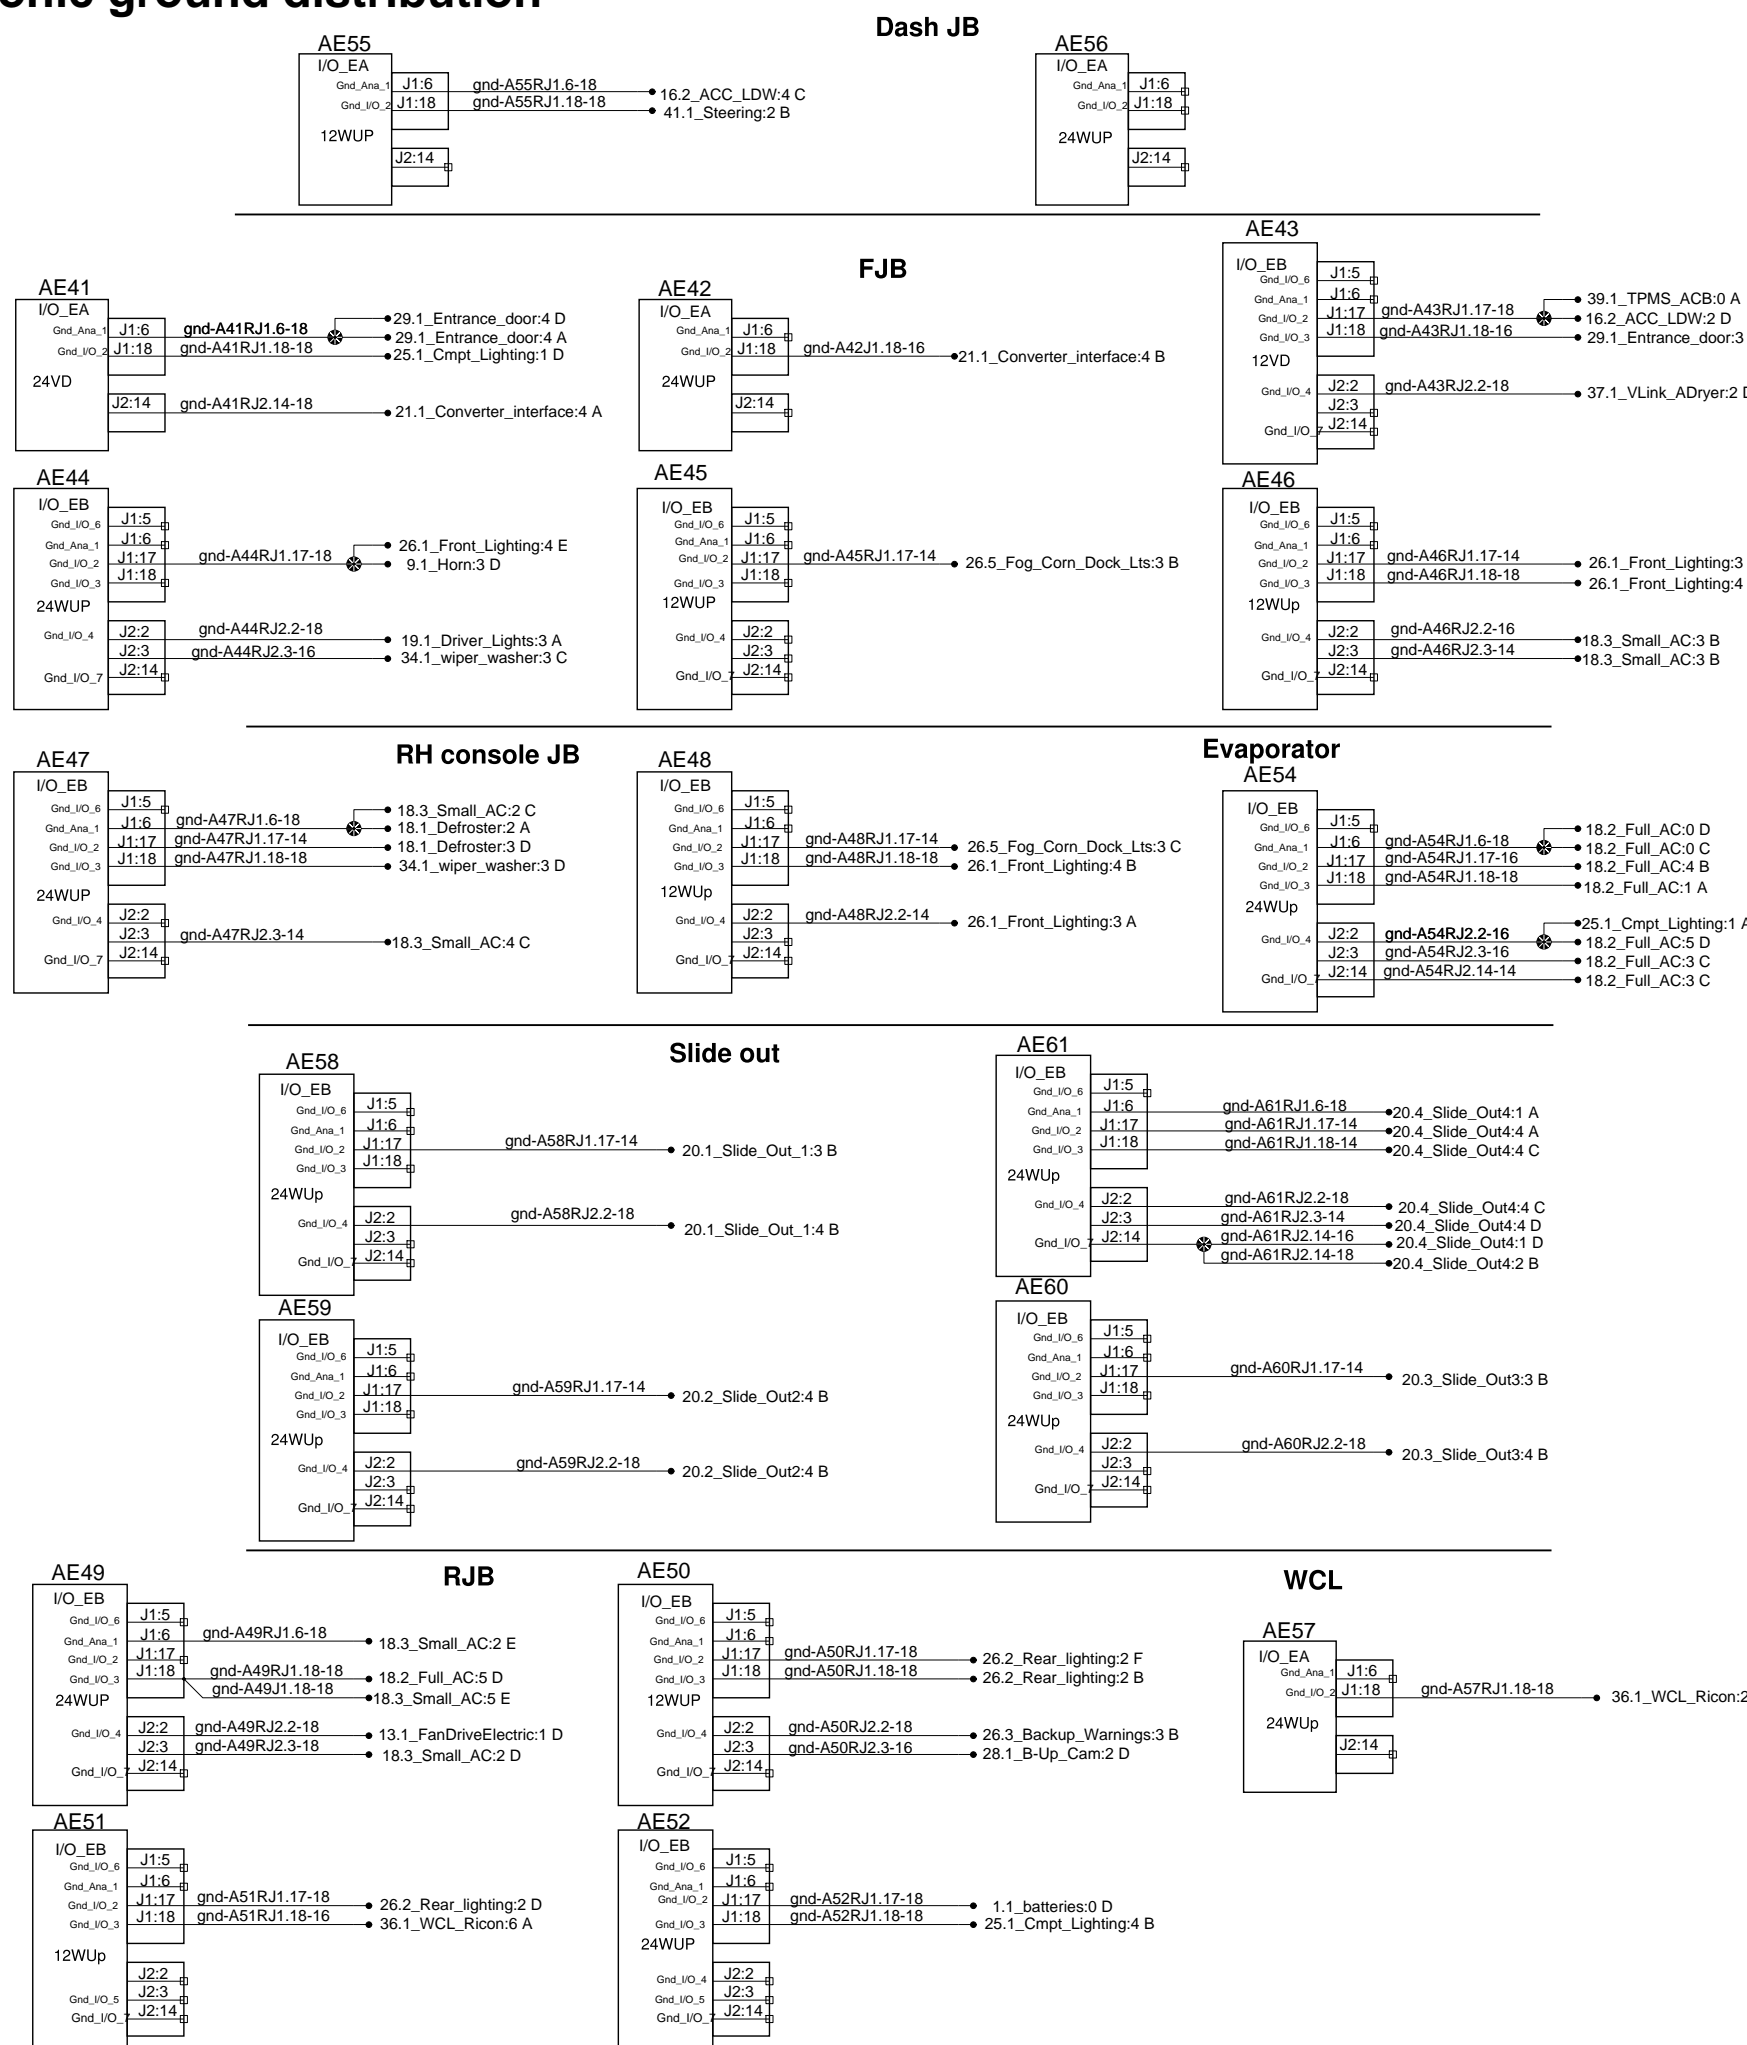 onic ground distribution
Dash JB
AE55
I/O_EA
Gnd_Ana_1 J1:6 gnd-A55RJ1.6-18 16.2_ACC_LDW:4 C
Gnd_I/O_2 J1:18 gnd-A55RJ1.18-18 41.1_Steering:2 B
12WUP
J2:14
AE56
I/O_EA
Gnd_Ana_1 J1:6
Gnd_I/O_2 J1:18
24WUP
J2:14
FJB
AE41
I/O_EA
Gnd_Ana_1 J1:6 gnd-A41RJ1.6-18 29.1_Entrance_door:4 D
29.1_Entrance_door:4 A
Gnd_I/O_2 J1:18 gnd-A41RJ1.18-18 25.1_Cmpt_Lighting:1 D
24VD
J2:14 gnd-A41RJ2.14-18 21.1_Converter_interface:4 A
AE42
I/O_EA
Gnd_Ana_1 J1:6
Gnd_I/O_2 J1:18 gnd-A42J1.18-16 21.1_Converter_interface:4 B
24WUP
J2:14
AE43
I/O_EB
Gnd_I/O_6 J1:5
Gnd_Ana_1 J1:6 39.1_TPMS_ACB:0 A
Gnd_I/O_2 J1:17 gnd-A43RJ1.17-18 16.2_ACC_LDW:2 D
Gnd_I/O_3 J1:18 gnd-A43RJ1.18-16 29.1_Entrance_door:3
12VD
Gnd_I/O_4 J2:2 gnd-A43RJ2.2-18 37.1_VLink_ADryer:2
J2:3
Gnd_I/O_7 J2:14
AE44
I/O_EB
Gnd_I/O_6 J1:5
Gnd_Ana_1 J1:6 26.1_Front_Lighting:4 E
Gnd_I/O_2 J1:17 gnd-A44RJ1.17-18 9.1_Horn:3 D
Gnd_I/O_3 J1:18
24WUP
Gnd_I/O_4 J2:2 gnd-A44RJ2.2-18 19.1_Driver_Lights:3 A
J2:3 gnd-A44RJ2.3-16 34.1_wiper_washer:3 C
Gnd_I/O_7 J2:14
AE45
I/O_EB
Gnd_I/O_6 J1:5
Gnd_Ana_1 J1:6
Gnd_I/O_2 J1:17 gnd-A45RJ1.17-14 26.5_Fog_Corn_Dock_Lts:3 B
Gnd_I/O_3 J1:18
12WUP
Gnd_I/O_4 J2:2
J2:3
Gnd_I/O_7 J2:14
AE46
I/O_EB
Gnd_I/O_6 J1:5
Gnd_Ana_1 J1:6
Gnd_I/O_2 J1:17 gnd-A46RJ1.17-14 26.1_Front_Lighting:3
Gnd_I/O_3 J1:18 gnd-A46RJ1.18-18 26.1_Front_Lighting:4
12WUp
Gnd_I/O_4 J2:2 gnd-A46RJ2.2-16 18.3_Small_AC:3 B
J2:3 gnd-A46RJ2.3-14 18.3_Small_AC:3 B
Gnd_I/O_7 J2:14
RH console JB
AE47
I/O_EB
Gnd_I/O_6 J1:5 18.3_Small_AC:2 C
Gnd_Ana_1 J1:6 gnd-A47RJ1.6-18 18.1_Defroster:2 A
Gnd_I/O_2 J1:17 gnd-A47RJ1.17-14 18.1_Defroster:3 D
Gnd_I/O_3 J1:18 gnd-A47RJ1.18-18 34.1_wiper_washer:3 D
24WUP
Gnd_I/O_4 J2:2
J2:3 gnd-A47RJ2.3-14 18.3_Small_AC:4 C
Gnd_I/O_7 J2:14
AE48
I/O_EB
Gnd_I/O_6 J1:5
Gnd_Ana_1 J1:6
Gnd_I/O_2 J1:17 gnd-A48RJ1.17-14 26.5_Fog_Corn_Dock_Lts:3 C
Gnd_I/O_3 J1:18 gnd-A48RJ1.18-18 26.1_Front_Lighting:4 B
12WUp
Gnd_I/O_4 J2:2 gnd-A48RJ2.2-14 26.1_Front_Lighting:3 A
J2:3
Gnd_I/O_7 J2:14
Evaporator
AE54
I/O_EB
Gnd_I/O_6 J1:5 18.2_Full_AC:0 D
Gnd_Ana_1 J1:6 gnd-A54RJ1.6-18 18.2_Full_AC:0 C
Gnd_I/O_2 J1:17 gnd-A54RJ1.17-16 18.2_Full_AC:4 B
Gnd_I/O_3 J1:18 gnd-A54RJ1.18-18 18.2_Full_AC:1 A
24WUp
25.1_Cmpt_Lighting:1 A
Gnd_I/O_4 J2:2 gnd-A54RJ2.2-16 18.2_Full_AC:5 D
J2:3 gnd-A54RJ2.3-16 18.2_Full_AC:3 C
Gnd_I/O_7 J2:14 gnd-A54RJ2.14-14 18.2_Full_AC:3 C
Slide out
AE58
I/O_EB
Gnd_I/O_6 J1:5
Gnd_Ana_1 J1:6
Gnd_I/O_2 J1:17 gnd-A58RJ1.17-14 20.1_Slide_Out_1:3 B
Gnd_I/O_3 J1:18
24WUp
Gnd_I/O_4 J2:2 gnd-A58RJ2.2-18 20.1_Slide_Out_1:4 B
J2:3
Gnd_I/O_7 J2:14
AE61
I/O_EB
Gnd_I/O_6 J1:5
Gnd_Ana_1 J1:6 gnd-A61RJ1.6-18 20.4_Slide_Out4:1 A
Gnd_I/O_2 J1:17 gnd-A61RJ1.17-14 20.4_Slide_Out4:4 A
Gnd_I/O_3 J1:18 gnd-A61RJ1.18-14 20.4_Slide_Out4:4 C
24WUp
Gnd_I/O_4 J2:2 gnd-A61RJ2.2-18 20.4_Slide_Out4:4 C
J2:3 gnd-A61RJ2.3-14 20.4_Slide_Out4:4 D
Gnd_I/O_7 J2:14 gnd-A61RJ2.14-16 20.4_Slide_Out4:1 D
gnd-A61RJ2.14-18 20.4_Slide_Out4:2 B
AE59
I/O_EB
Gnd_I/O_6 J1:5
Gnd_Ana_1 J1:6
Gnd_I/O_2 J1:17 gnd-A59RJ1.17-14 20.2_Slide_Out2:4 B
Gnd_I/O_3 J1:18
24WUp
Gnd_I/O_4 J2:2 gnd-A59RJ2.2-18 20.2_Slide_Out2:4 B
J2:3
Gnd_I/O_7 J2:14
AE60
I/O_EB
Gnd_I/O_6 J1:5
Gnd_Ana_1 J1:6
Gnd_I/O_2 J1:17 gnd-A60RJ1.17-14 20.3_Slide_Out3:3 B
Gnd_I/O_3 J1:18
24WUp
Gnd_I/O_4 J2:2 gnd-A60RJ2.2-18 20.3_Slide_Out3:4 B
J2:3
Gnd_I/O_7 J2:14
RJB
AE49
I/O_EB
Gnd_I/O_6 J1:5
Gnd_Ana_1 J1:6 gnd-A49RJ1.6-18 18.3_Small_AC:2 E
Gnd_I/O_2 J1:17
Gnd_I/O_3 J1:18 gnd-A49RJ1.18-18 18.2_Full_AC:5 D
24WUP gnd-A49J1.18-18 18.3_Small_AC:5 E
Gnd_I/O_4 J2:2 gnd-A49RJ2.2-18 13.1_FanDriveElectric:1 D
J2:3 gnd-A49RJ2.3-18 18.3_Small_AC:2 D
Gnd_I/O_7 J2:14
AE50
I/O_EB
Gnd_I/O_6 J1:5
Gnd_Ana_1 J1:6
Gnd_I/O_2 J1:17 gnd-A50RJ1.17-18 26.2_Rear_lighting:2 F
Gnd_I/O_3 J1:18 gnd-A50RJ1.18-18 26.2_Rear_lighting:2 B
12WUP
Gnd_I/O_4 J2:2 gnd-A50RJ2.2-18 26.3_Backup_Warnings:3 B
J2:3 gnd-A50RJ2.3-16 28.1_B-Up_Cam:2 D
Gnd_I/O_7 J2:14
WCL
AE57
I/O_EA
Gnd_Ana_1 J1:6
Gnd_I/O_2 J1:18 gnd-A57RJ1.18-18 36.1_WCL_Ricon:2
24WUp
J2:14
AE51
I/O_EB
Gnd_I/O_6 J1:5
Gnd_Ana_1 J1:6
Gnd_I/O_2 J1:17 gnd-A51RJ1.17-18 26.2_Rear_lighting:2 D
Gnd_I/O_3 J1:18 gnd-A51RJ1.18-16 36.1_WCL_Ricon:6 A
12WUp
J2:2
Gnd_I/O_5 J2:3
Gnd_I/O_7 J2:14
AE52
I/O_EB
Gnd_I/O_6 J1:5
Gnd_Ana_1 J1:6
Gnd_I/O_2 J1:17 gnd-A52RJ1.17-18 1.1_batteries:0 D
Gnd_I/O_3 J1:18 gnd-A52RJ1.18-18 25.1_Cmpt_Lighting:4 B
24WUP
Gnd_I/O_4 J2:2
Gnd_I/O_5 J2:3
Gnd_I/O_7 J2:14